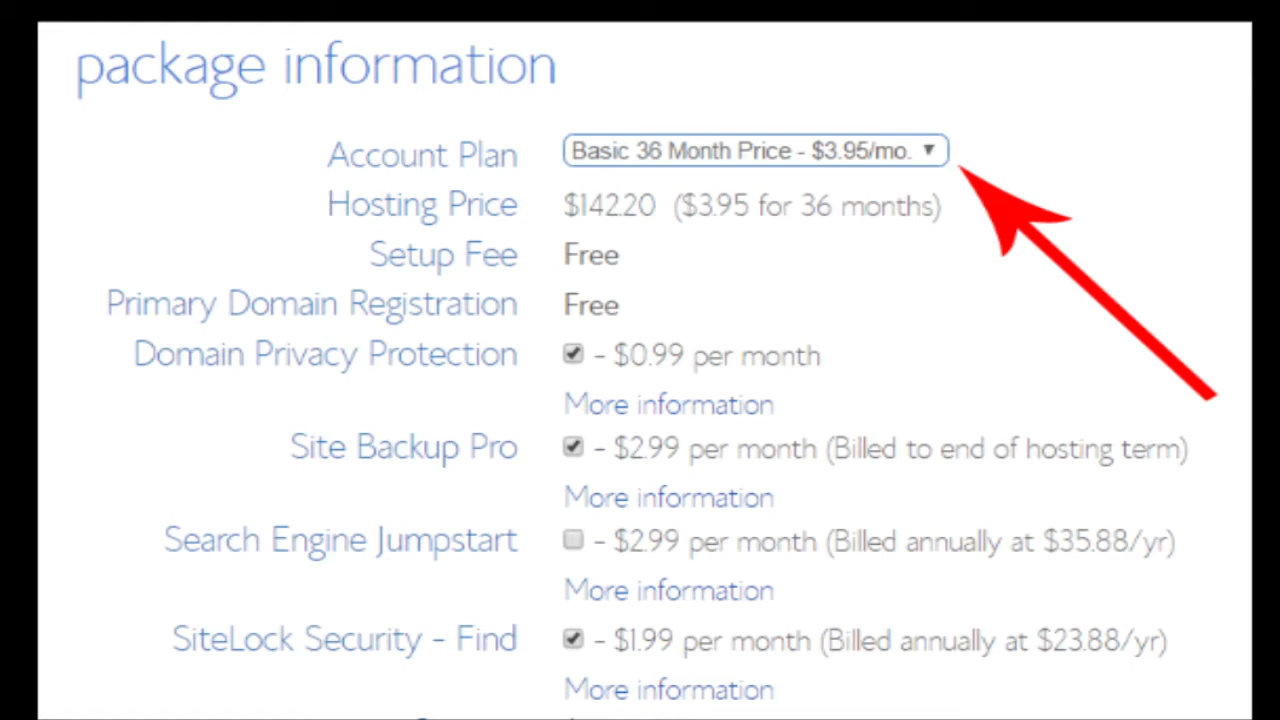 package information
Account Plan Basic 36 Month Price - $3.95/mo.
Hosting Price $142.20 ($3.95 for 36 months)
Setup Fee Free
Primary Domain Registration Free
Domain Privacy Protection - $0.99 per month
More information
Site Backup Pro - $2.99 per month (Billed to end of hosting term)
More information
Search Engine Jumpstart - $2.99 per month (Billed annually at $35.88/yr)
More information
SiteLock Security - Find - $1.99 per month (Billed annually at $23.88/yr)
More information